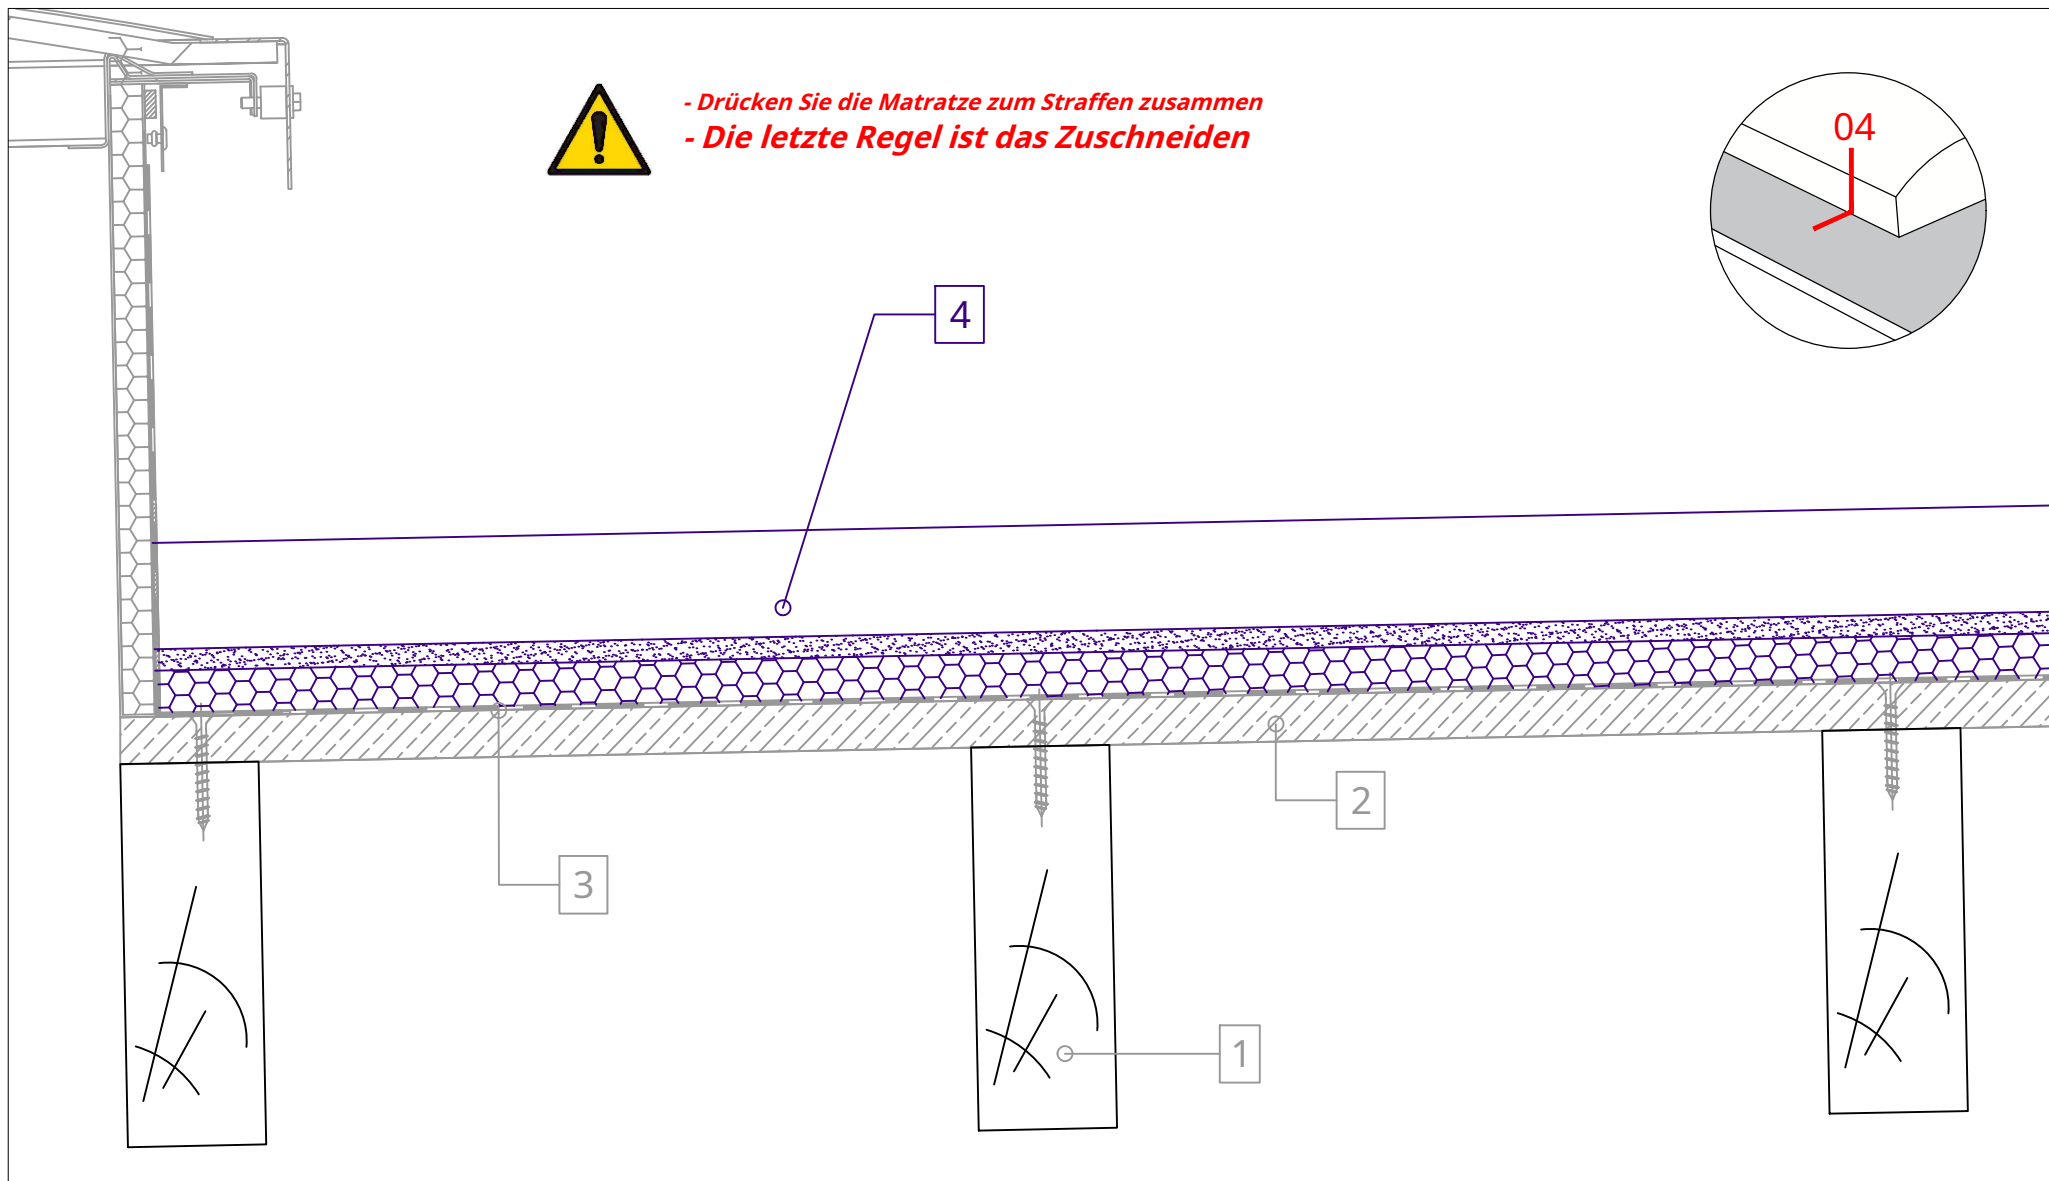 - Drücken Sie die Matratze zum Straffen zusammen
- Die letzte Regel ist das Zuschneiden
04
4
2
3
1